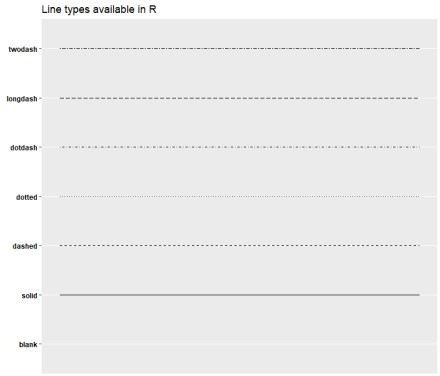 Line types available in R
twodash
longdash
dotdash
dotted
dashed
solid
blank